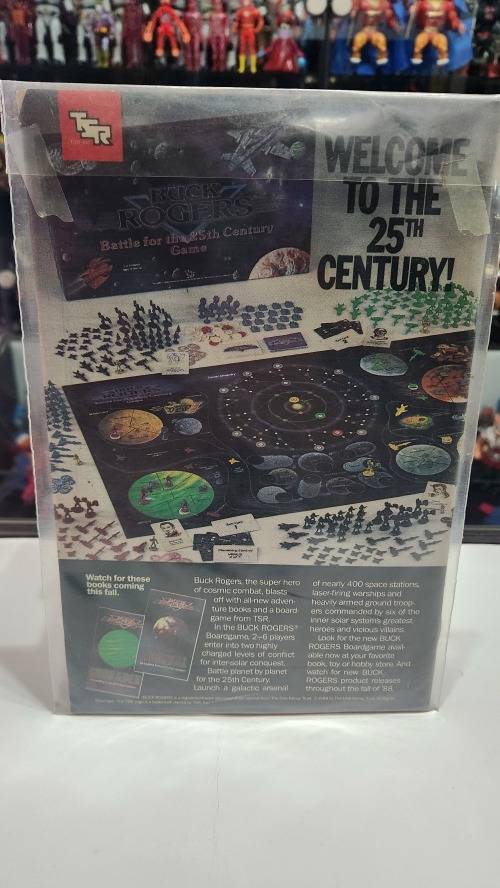 TSR
WELCOME
TO THE
25TH
CENTURY!
BUCK
ROGERS
Battle for the 25th Century
Game
Watch for these
books coming
this fall.
Buck Rogers, the super hero
of cosmic combat, blasts
off with all-new adven-
ture books and a board-
game from TSR.
In the BUCK ROGERS®
Boardgame, 2–6 players
enter into two highly
charged levels of conflict
for inter-solar conquest.
Battle planet by planet
for the 25th Century.
Launch a galactic arsenal
of nearly 400 space stations,
laser-firing warships and
heavily armed ground troop-
ers commanded by six of the
inner solar systems greatest
heroes and vicious villains.
Look for the new BUCK
ROGERS Boardgame avail-
able now at your favorite
book, toy or hobby store. And
watch for new BUCK
ROGERS product releases
throughout the fall of '88.